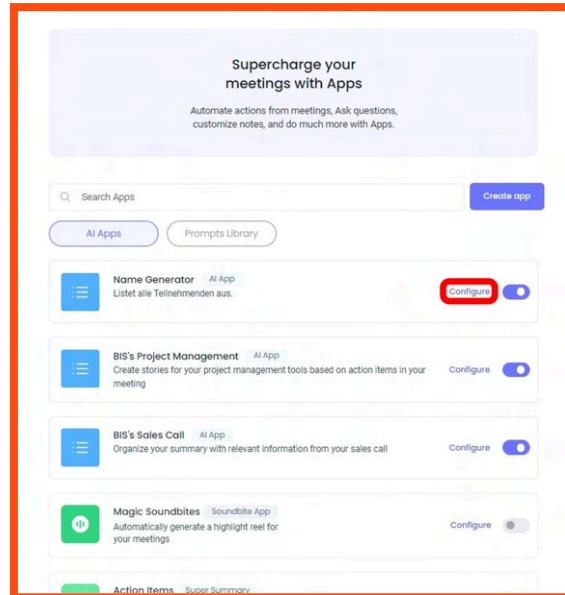 Supercharge your
meetings with Apps
Automate actions from meetings, Ask questions,
customize notes, and do much more with Apps.
Search Apps
Create app
AI Apps
Prompts Library
Name Generator AI App
Listet alle Teilnehmenden aus.
Configure
BIS's Project Management AI App
Create stories for your project management tools based on action items in your
meeting
Configure
BIS's Sales Call AI App
Organize your summary with relevant information from your sales call
Configure
Magic Soundbites Soundbite App
Automatically generate a highlight reel for
your meetings
Configure
Action Items Super Summary